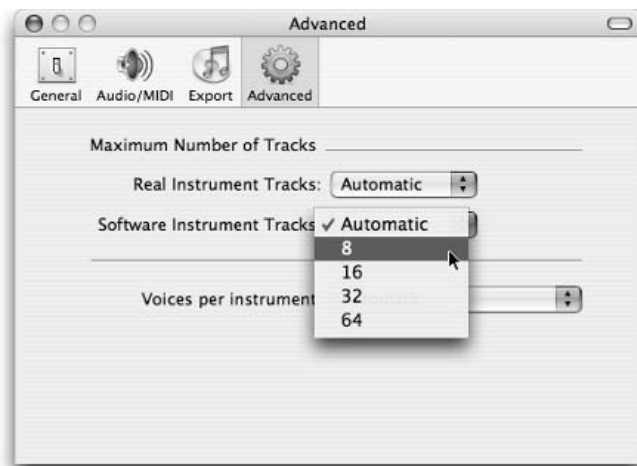 Advanced
General Audio/MIDI Export Advanced
Maximum Number of Tracks
Real Instrument Tracks: Automatic
Software Instrument Tracks ✓ Automatic
8
16
32
64
Voices per instrument